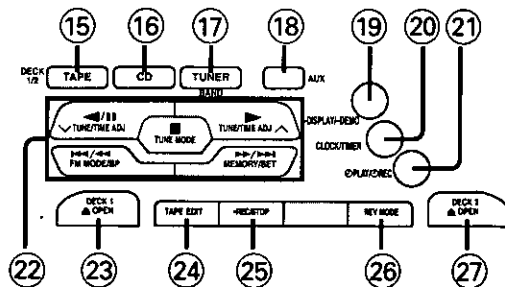 15 16 17 18 19 20 21
DECK 1/2 TAPE CD TUNER AUX
BAND
◀/❚❚ ▶ -DISPLAY/-DEMO
∨ TUNE/TIME ADJ ■ TUNE/TIME ADJ ∧
TUNE MODE CLOCK/TIMER
|◀◀/◀◀ ▶▶/▶▶|
FM MODE/BP MEMORY/SET
⏲PLAY/⏲REC
DECK 1 ▲ OPEN TAPE EDIT REC/STOP REV MODE DECK 2 ▲ OPEN
22 23 24 25 26 27